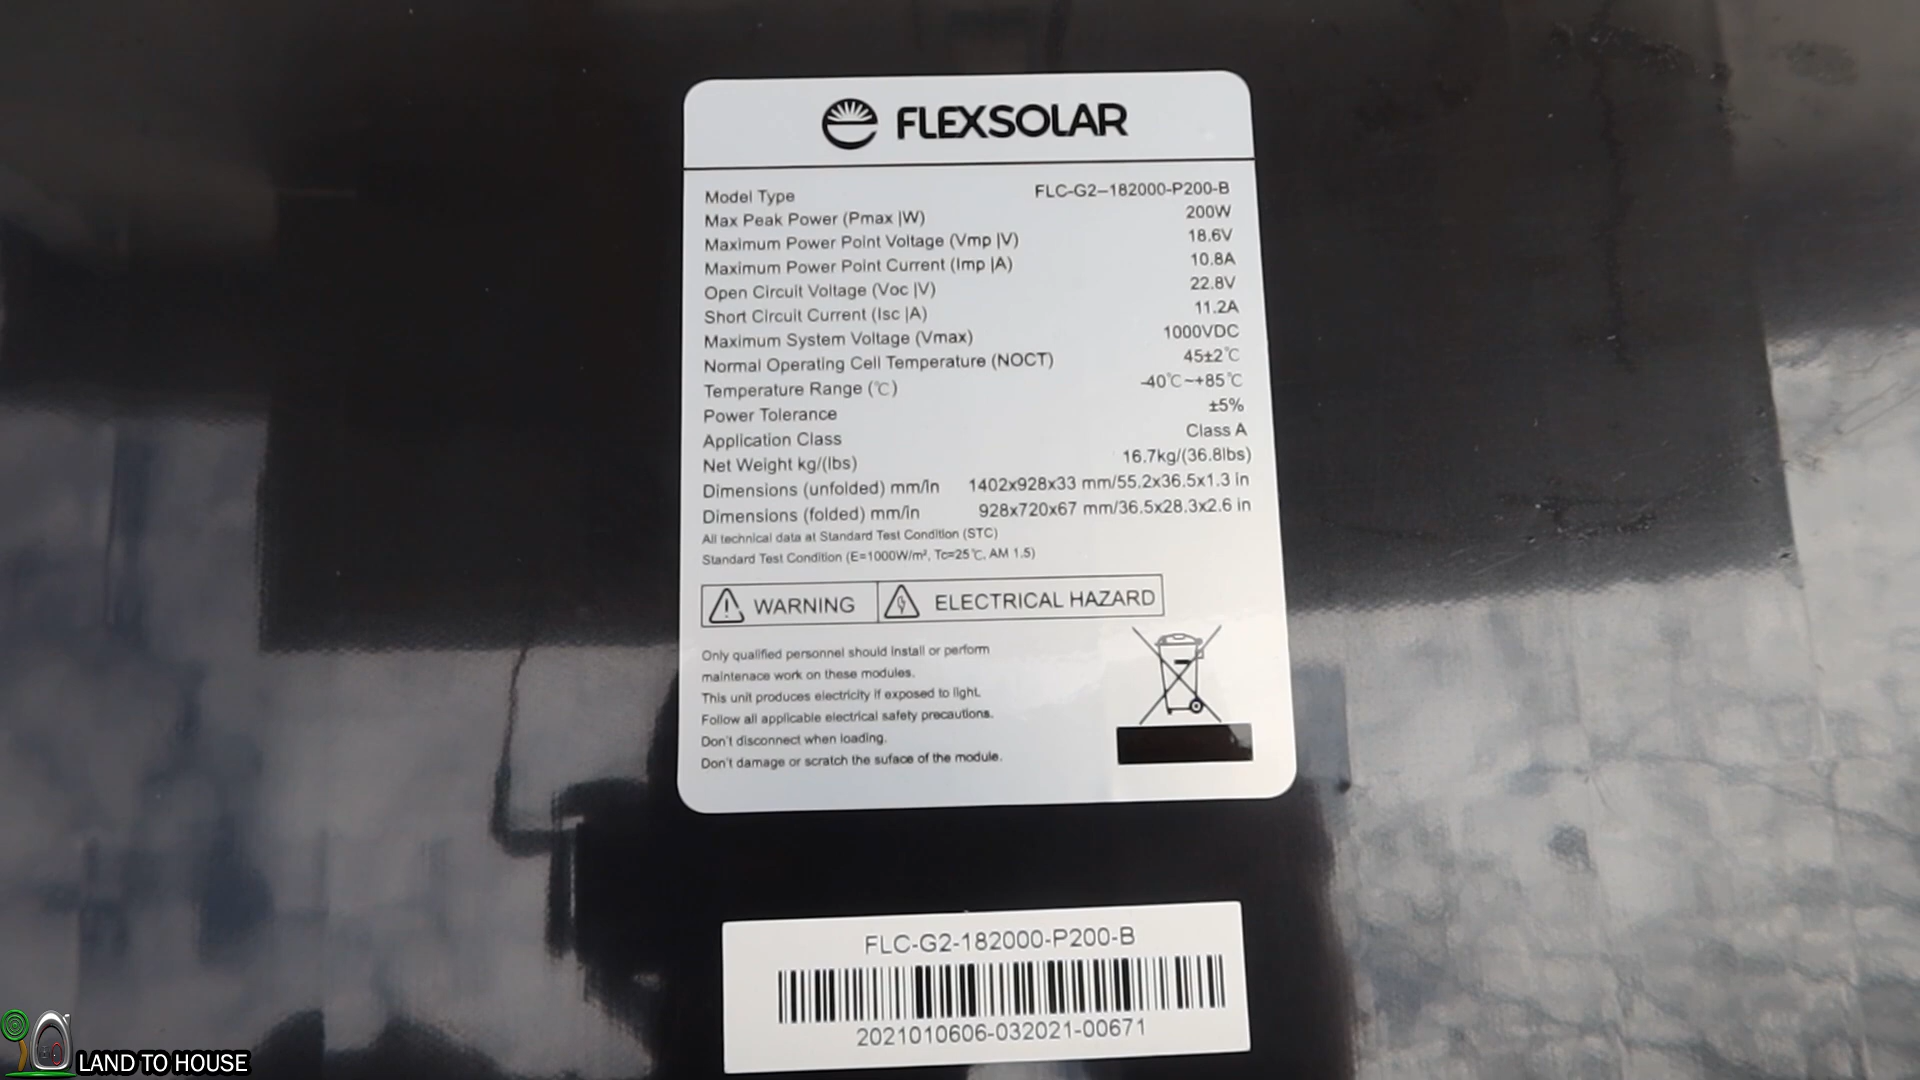 FLEXSOLAR
Model Type FLC-G2-182000-P200-B
Max Peak Power (Pmax |W) 200W
Maximum Power Point Voltage (Vmp |V) 18.6V
Maximum Power Point Current (Imp |A) 10.8A
Open Circuit Voltage (Voc |V) 22.8V
Short Circuit Current (Isc |A) 11.2A
Maximum System Voltage (Vmax) 1000VDC
Normal Operating Cell Temperature (NOCT) 45±2℃
Temperature Range (℃) -40℃~+85℃
Power Tolerance ±5%
Application Class Class A
Net Weight kg/(lbs) 16.7kg/(36.8lbs)
Dimensions (unfolded) mm/in 1402x928x33 mm/55.2x36.5x1.3 in
Dimensions (folded) mm/in 928x720x67 mm/36.5x28.3x2.6 in
All technical data at Standard Test Condition (STC)
Standard Test Condition (E=1000W/m², Tc=25℃, AM 1.5)
WARNING ELECTRICAL HAZARD
Only qualified personnel should install or perform
maintenace work on these modules.
This unit produces electricity if exposed to light.
Follow all applicable electrical safety precautions.
Don't disconnect when loading.
Don't damage or scratch the suface of the module.
FLC-G2-182000-P200-B
2021010606-032021-00671
LAND TO HOUSE